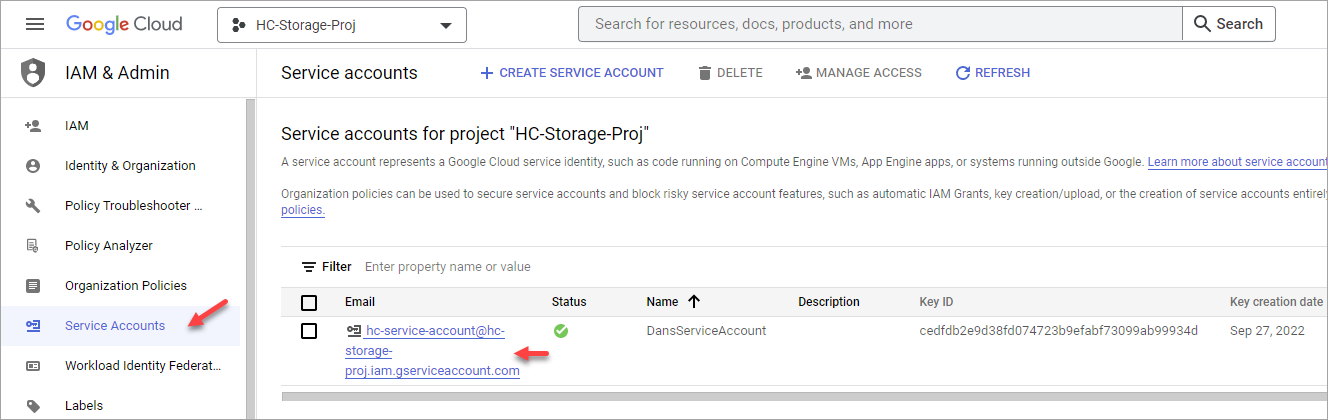 Google Cloud
HC-Storage-Proj
Search for resources, docs, products, and more
Search
IAM & Admin
Service accounts
CREATE SERVICE ACCOUNT
DELETE
MANAGE ACCESS
REFRESH
IAM
Identity & Organization
Policy Troubleshooter ...
Policy Analyzer
Organization Policies
Service Accounts
Workload Identity Federat...
Labels
Service accounts for project "HC-Storage-Proj"
A service account represents a Google Cloud service identity, such as code running on Compute Engine VMs, App Engine apps, or systems running outside Google. Learn more about service account
Organization policies can be used to secure service accounts and block risky service account features, such as automatic IAM Grants, key creation/upload, or the creation of service accounts entirely
policies.
Filter Enter property name or value
Email Status Name Description Key ID Key creation date
hc-service-account@hc- DansServiceAccount cedfdb2e9d38fd074723b9efabf73099ab99934d Sep 27, 2022
storage-
proj.iam.gserviceaccount.com